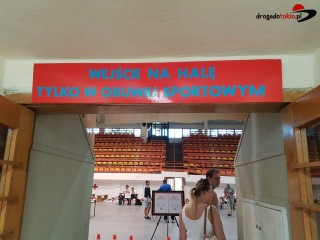 drogadotokio.pl
WEJŚCIE NA HALĘ
TYLKO W OBUWIU SPORTOWYM